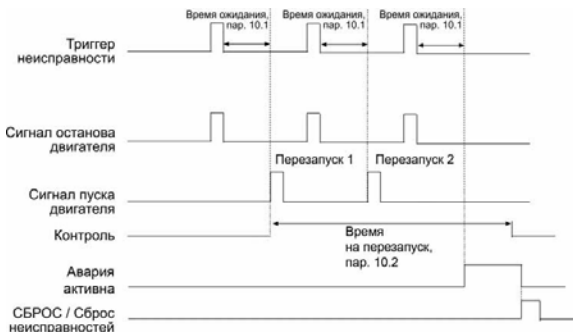 Время ожидания,
пар. 10.1
Время ожидания,
пар. 10.1
Время ожидания,
пар. 10.1
Триггер
неисправности
Сигнал останова
двигателя
Перезапуск 1
Перезапуск 2
Сигнал пуска
двигателя
Контроль
Время
на перезапуск,
пар. 10.2
Авария
активна
СБРОС / Сброс
неисправностей